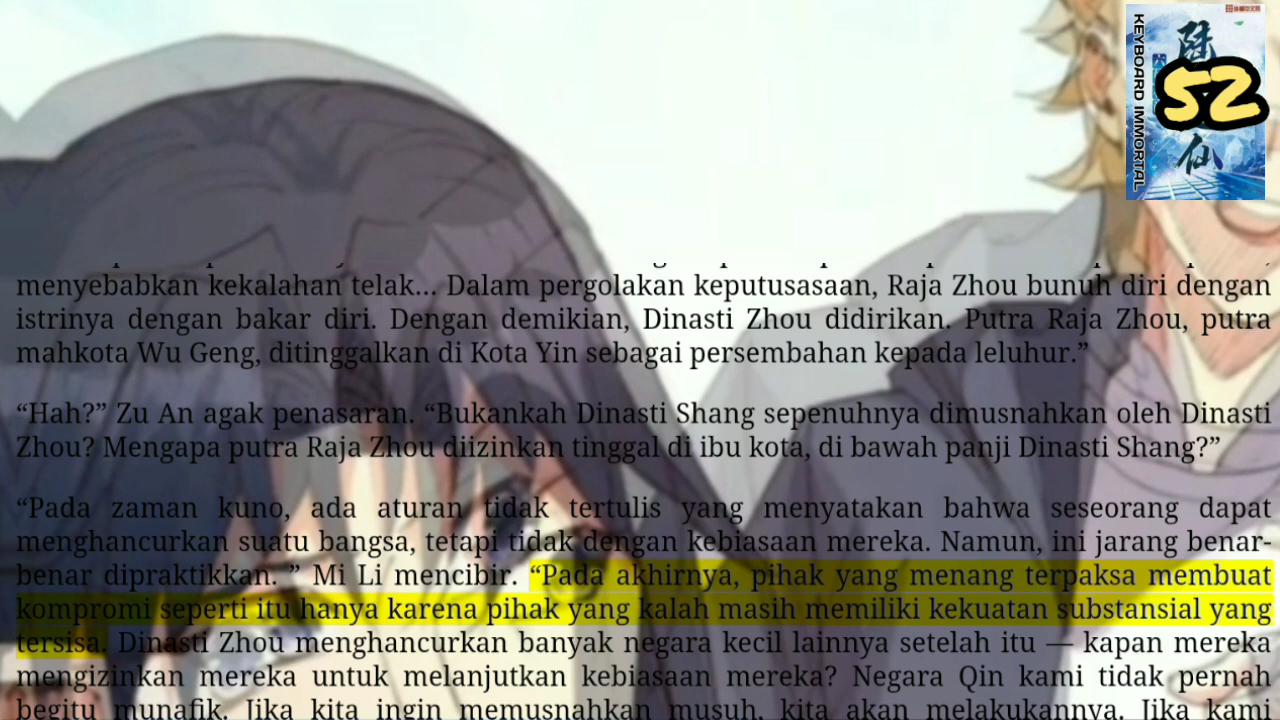 KEYBOARD IMMORTAL
52
menyebabkan kekalahan telak... Dalam pergolakan keputusasaan, Raja Zhou bunuh diri dengan
istrinya dengan bakar diri. Dengan demikian, Dinasti Zhou didirikan. Putra Raja Zhou, putra
mahkota Wu Geng, ditinggalkan di Kota Yin sebagai persembahan kepada leluhur.”
“Hah?” Zu An agak penasaran. “Bukankah Dinasti Shang sepenuhnya dimusnahkan oleh Dinasti
Zhou? Mengapa putra Raja Zhou diizinkan tinggal di ibu kota, di bawah panji Dinasti Shang?”
“Pada zaman kuno, ada aturan tidak tertulis yang menyatakan bahwa seseorang dapat
menghancurkan suatu bangsa, tetapi tidak dengan kebiasaan mereka. Namun, ini jarang benar-
benar dipraktikkan. ” Mi Li mencibir. “Pada akhirnya, pihak yang menang terpaksa membuat
kompromi seperti itu hanya karena pihak yang kalah masih memiliki kekuatan substansial yang
tersisa. Dinasti Zhou menghancurkan banyak negara kecil lainnya setelah itu — kapan mereka
mengizinkan mereka untuk melanjutkan kebiasaan mereka? Negara Qin kami tidak pernah
begitu munafik. Jika kita ingin memusnahkan musuh, kita akan melakukannya. Jika kami